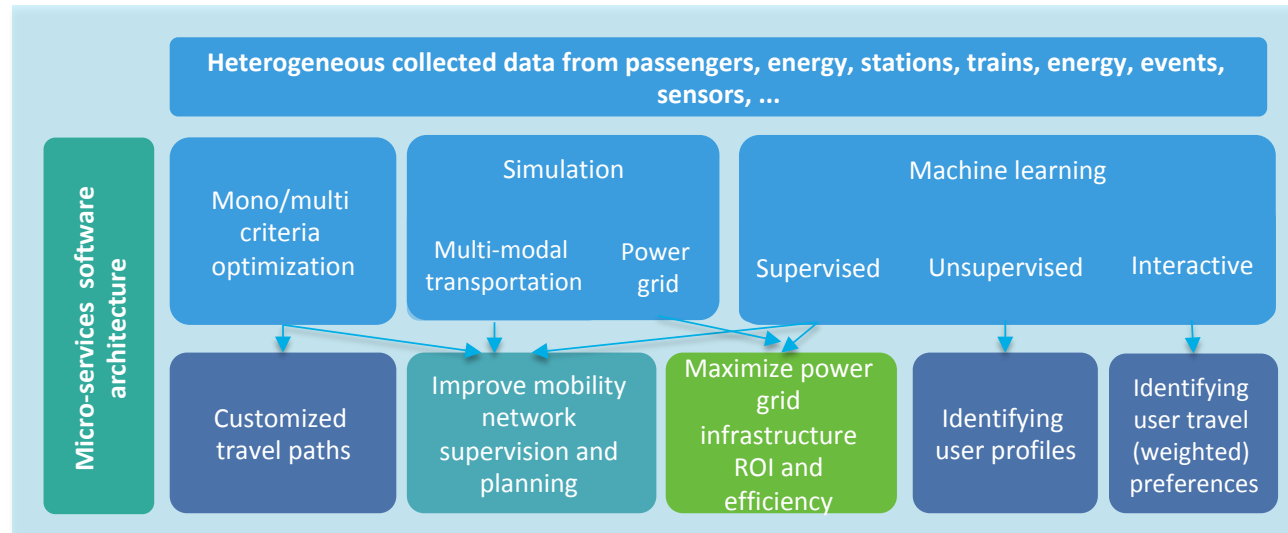 Heterogeneous collected data from passengers, energy, stations, trains, energy, events,
sensors, ...
Micro-services software
architecture
Mono/multi
criteria
optimization
Simulation
Multi-modal
transportation
Power
grid
Machine learning
Supervised
Unsupervised
Interactive
Customized
travel paths
Improve mobility
network
supervision and
planning
Maximize power
grid
infrastructure
ROI and
efficiency
Identifying
user profiles
Identifying
user travel
(weighted)
preferences